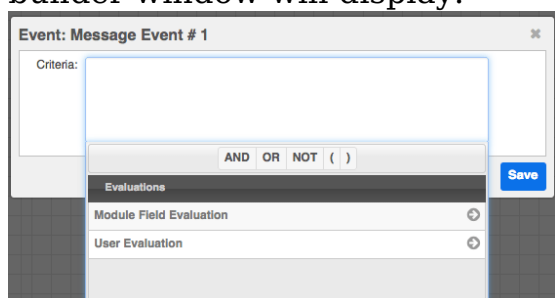 builder window will display.
Event: Message Event # 1
Criteria:
AND OR NOT ( )
Evaluations
Save
Module Field Evaluation
User Evaluation